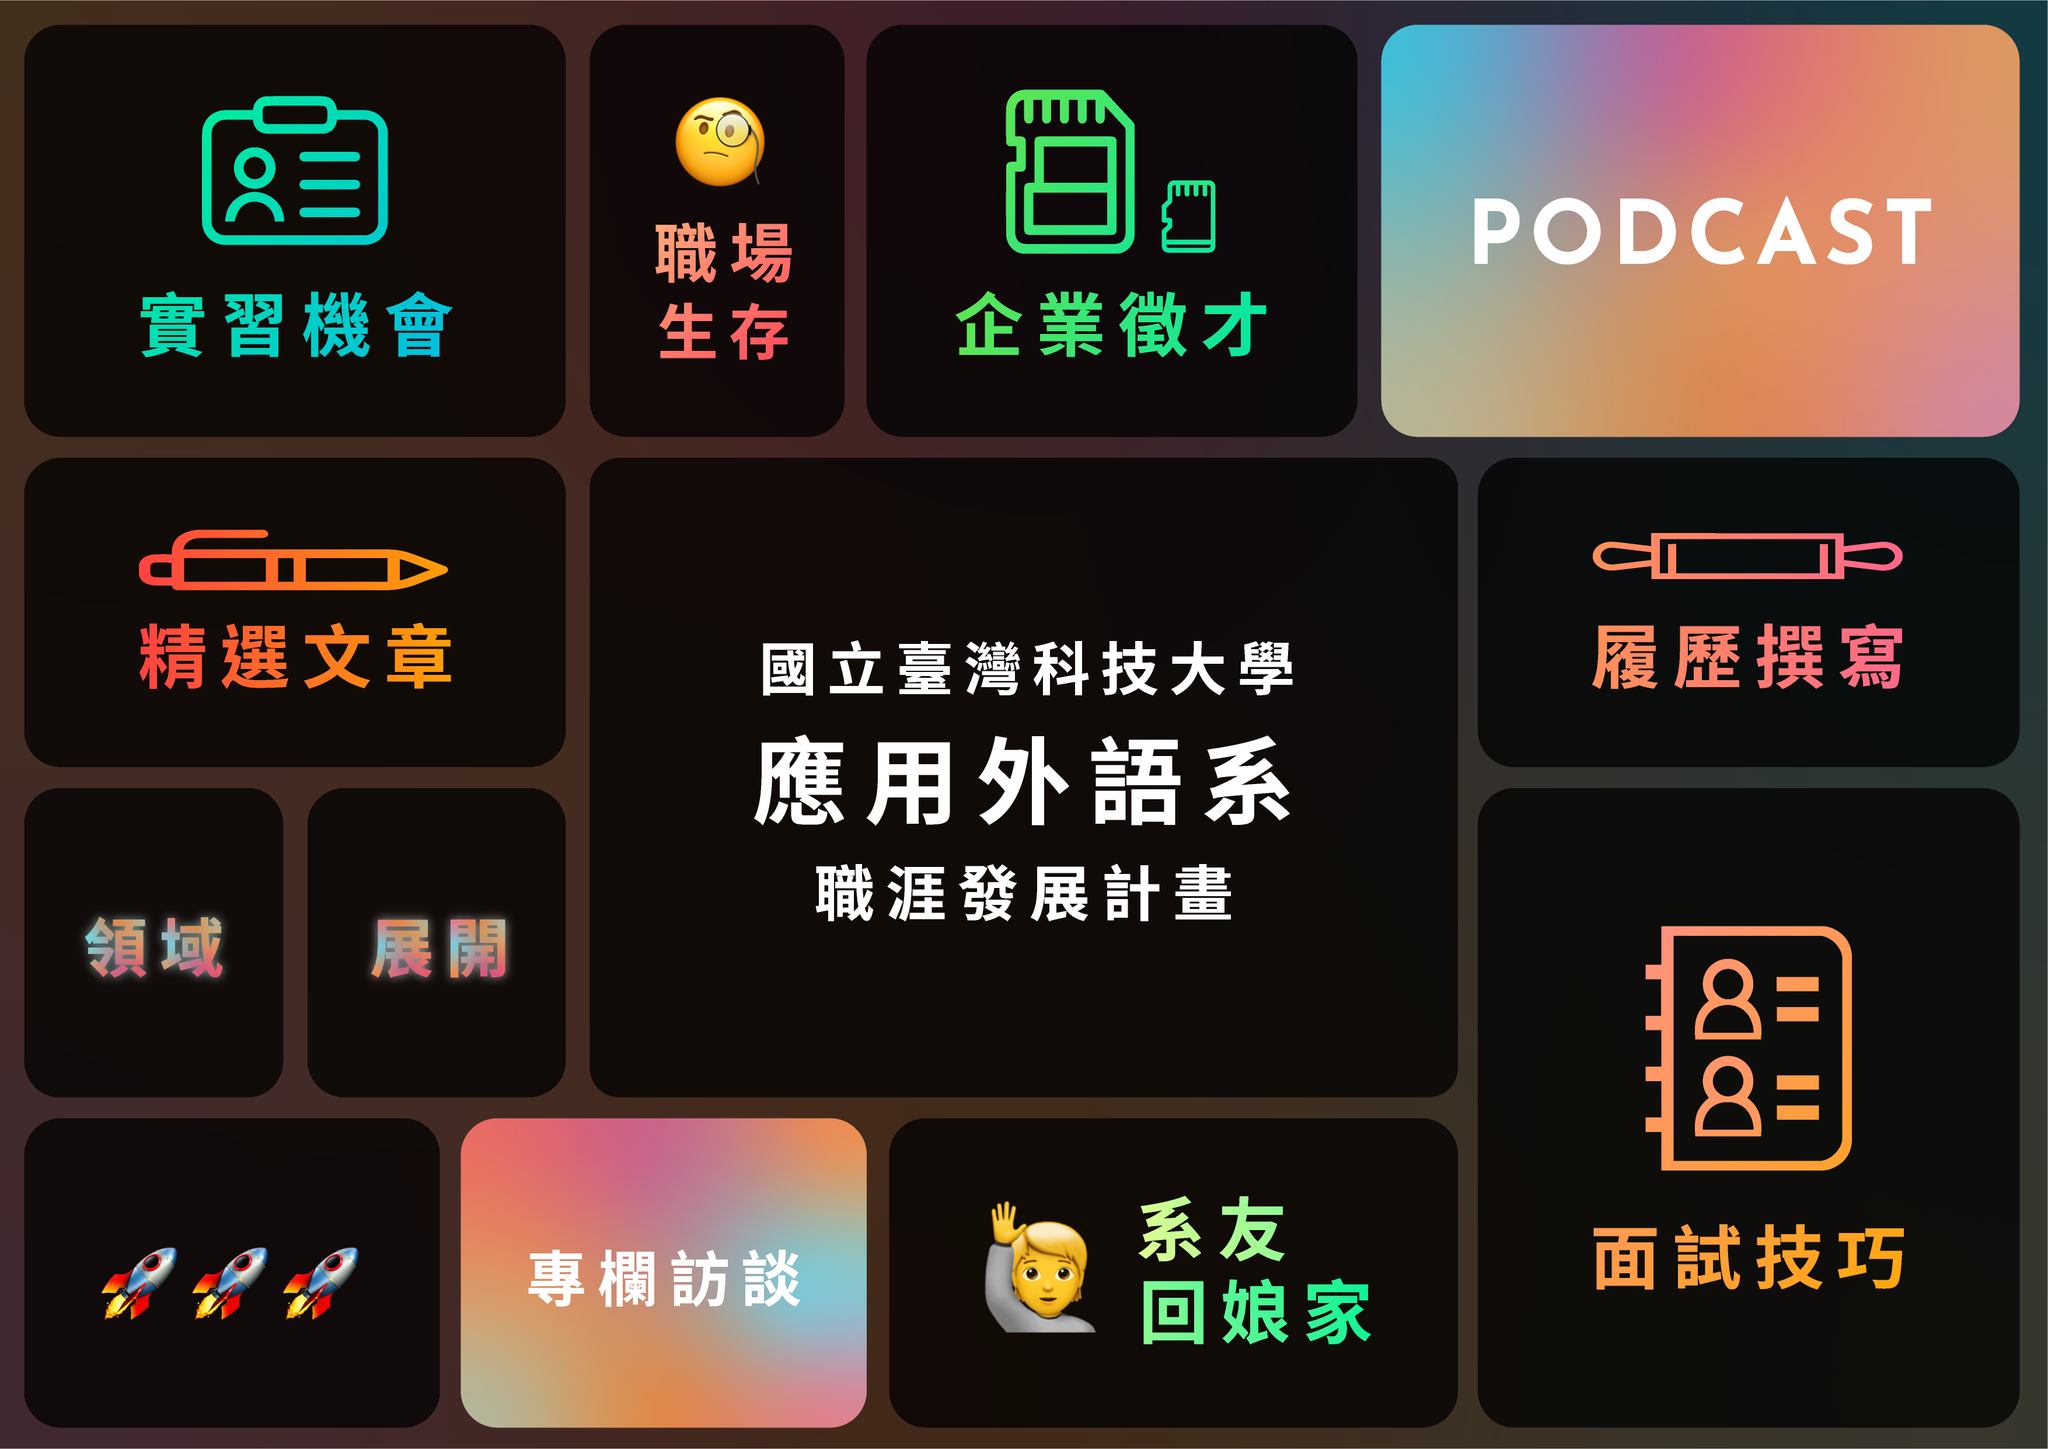 實習機會
職場
生存
企業徵才
PODCAST
精選文章
國立臺灣科技大學
應用外語系
職涯發展計畫
履歷撰寫
領域
展開
專欄訪談
系友
回娘家
面試技巧